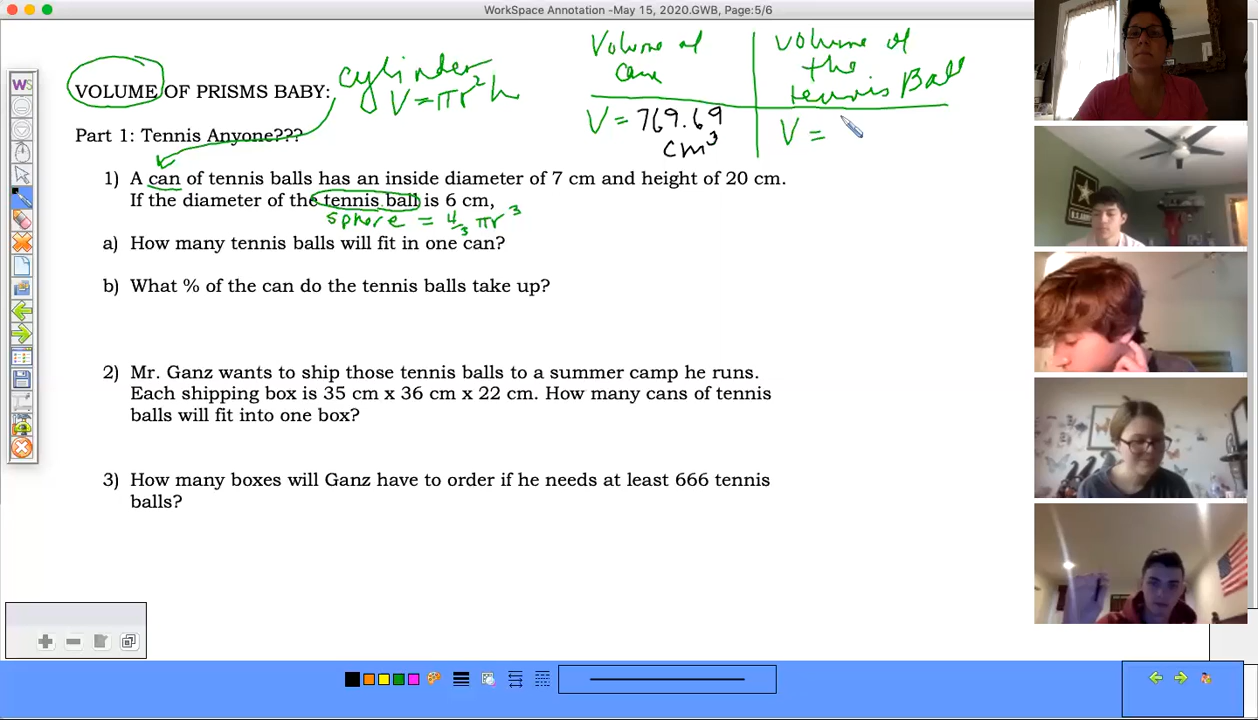 WorkSpace Annotation -May 15, 2020.GWB, Page:5/6
VOLUME OF PRISMS BABY:
cylinder
V = πr²h
Volume of
cane
V = 769.69
cm³
Volume of
the
tennis Ball
V =
Part 1: Tennis Anyone???
1) A can of tennis balls has an inside diameter of 7 cm and height of 20 cm.
If the diameter of the tennis ball is 6 cm,
sphere = 4/3 πr³
a) How many tennis balls will fit in one can?
b) What % of the can do the tennis balls take up?
2) Mr. Ganz wants to ship those tennis balls to a summer camp he runs.
Each shipping box is 35 cm x 36 cm x 22 cm. How many cans of tennis
balls will fit into one box?
3) How many boxes will Ganz have to order if he needs at least 666 tennis
balls?
WS
U.S. ARMY